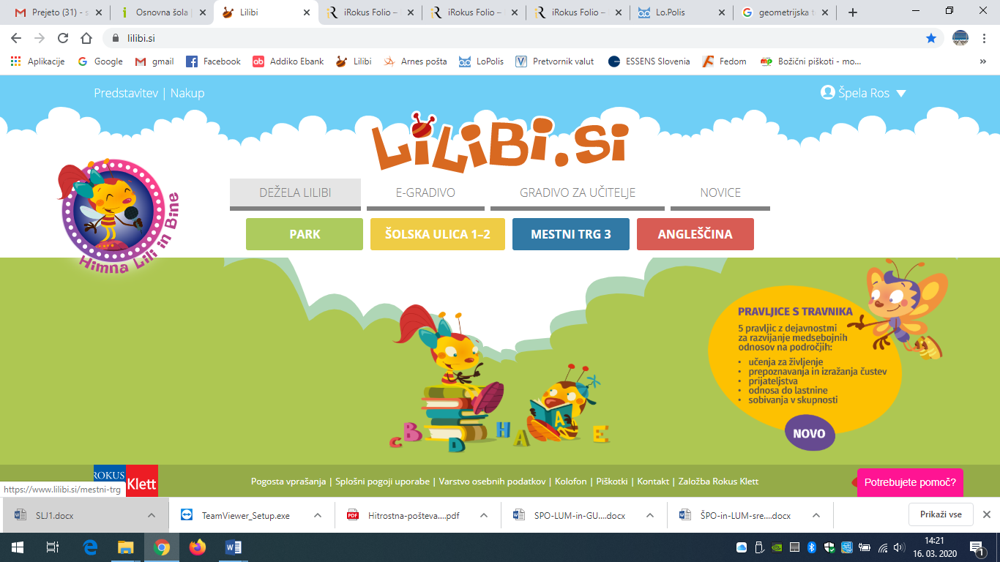 Prejeto (31) - s
Osnovna šola |
Lilibi
iRokus Folio –
iRokus Folio –
iRokus Folio –
Lo.Polis
geometrijska t
lilibi.si
Aplikacije
Google
gmail
Facebook
Addiko Ebank
Lilibi
Arnes pošta
LoPolis
Pretvornik valut
ESSENS Slovenia
Fedom
Božični piškoti - mo...
Predstavitev | Nakup
Špela Ros
LiLiBi.Si
Himna Lili in Bine
DEŽELA LILIBI
E-GRADIVO
GRADIVO ZA UČITELJE
NOVICE
PARK
ŠOLSKA ULICA 1–2
MESTNI TRG 3
ANGLEŠČINA
PRAVLJICE S TRAVNIKA
5 pravljic z dejavnostmi
za razvijanje medsebojnih
odnosov na področjih:
• učenja za življenje
• prepoznavanja in izražanja čustev
• prijateljstva
• odnosa do lastnine
• sobivanja v skupnosti
NOVO
A
C B D H A E
ROKUS
Klett
https://www.lilibi.si/mestni-trg
Pogosta vprašanja | Splošni pogoji uporabe | Varstvo osebnih podatkov | Kolofon | Piškotki | Kontakt | Založba Rokus Klett
Potrebujete pomoč?
SLJ1.docx
TeamViewer_Setup.exe
Hitrostna-pošteva....pdf
SPO-LUM-in-GU....docx
ŠPO-in-LUM-sre....docx
Prikaži vse
14:21
16. 03. 2020
1